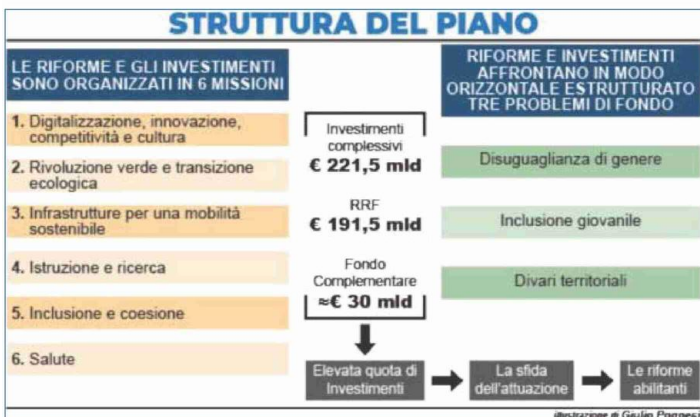 STRUTTURA DEL PIANO
LE RIFORME E GLI INVESTIMENTI
SONO ORGANIZZATI IN 6 MISSIONI
1. Digitalizzazione, innovazione,
competitività e cultura
2. Rivoluzione verde e transizione
ecologica
3. Infrastrutture per una mobilità
sostenibile
4. Istruzione e ricerca
5. Inclusione e coesione
6. Salute
Investimenti
complessivi
€ 221,5 mld
RRF
€ 191,5 mld
Fondo
Complementare
≈€ 30 mld
RIFORME E INVESTIMENTI
AFFRONTANO IN MODO
ORIZZONTALE ESTRUTTURATO
TRE PROBLEMI DI FONDO
Disuguaglianza di genere
Inclusione giovanile
Divari territoriali
Elevata quota di
Investimenti
La sfida
dell'attuazione
Le riforme
abilitanti
illustrazione di Giulio